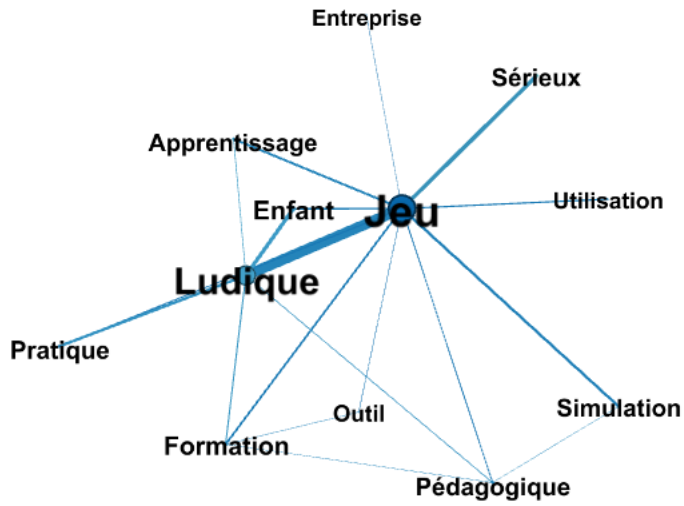 Entreprise
Sérieux
Apprentissage
Utilisation
Enfant
Jeu
Ludique
Pratique
Simulation
Outil
Formation
Pédagogique